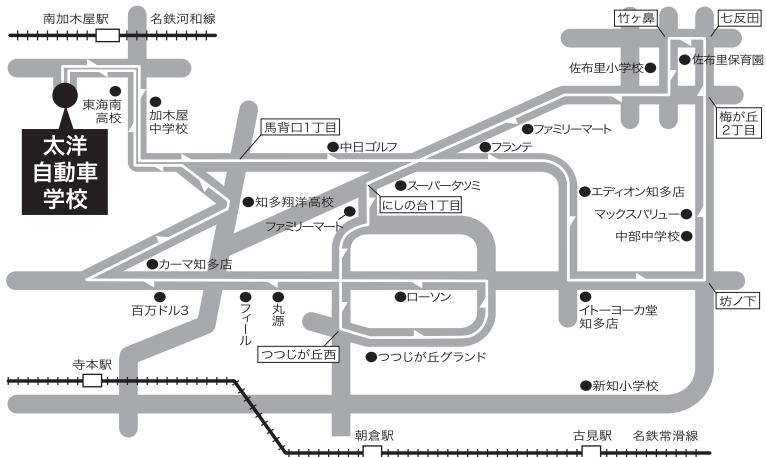 南加木屋駅
名鉄河和線
竹ヶ鼻
七反田
佐布里小学校
佐布里保育園
東海南
高校
加木屋
中学校
梅が丘
2丁目
太洋
自動車
学校
馬背口1丁目
ファミリーマート
中日ゴルフ
フランテ
スーパータツミ
エディオン知多店
知多翔洋高校
にしの台1丁目
マックスバリュー
ファミリーマート
中部中学校
カーマ知多店
百万ドル3
フィール
丸源
ローソン
イトーヨーカ堂
知多店
坊ノ下
つつじが丘西
つつじが丘グランド
寺本駅
新知小学校
朝倉駅
古見駅
名鉄常滑線